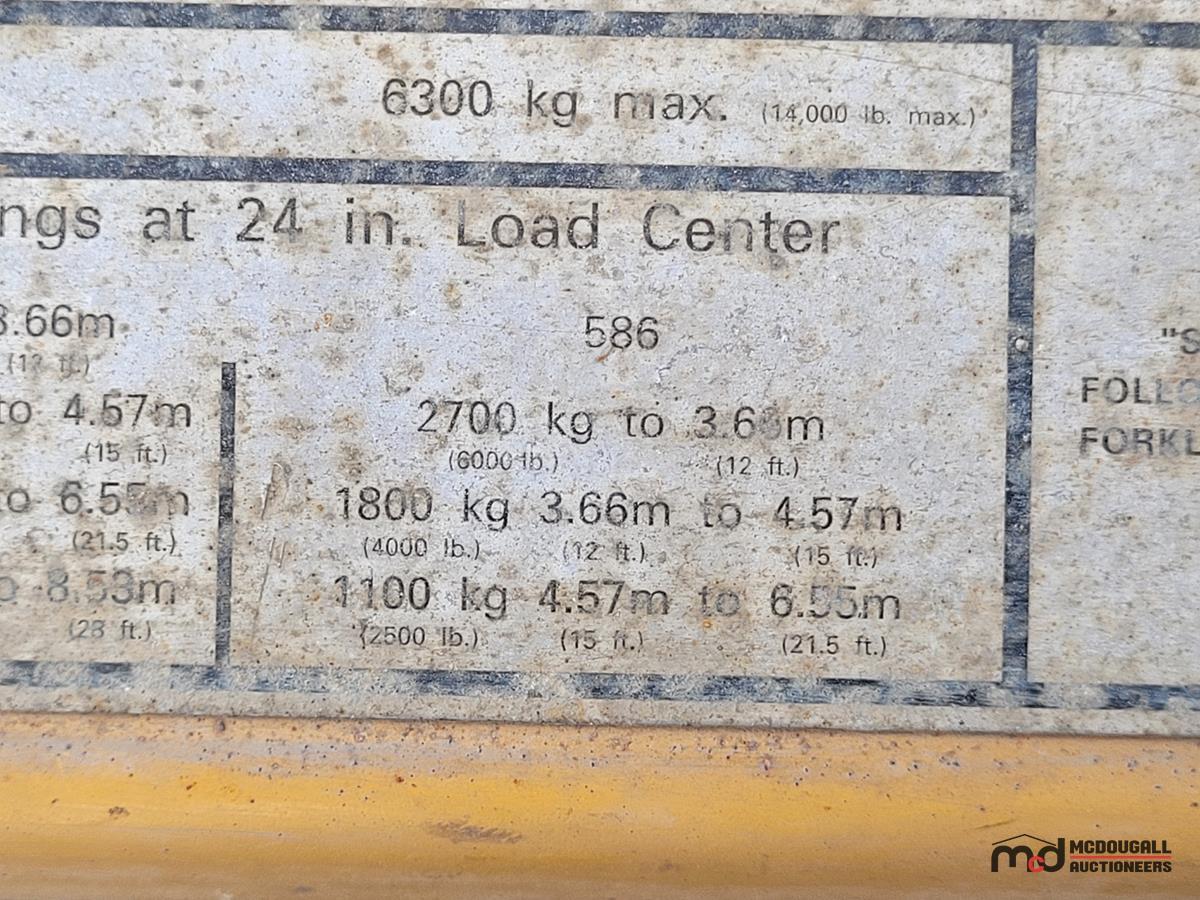 6300 kg max. (14,000 lb. max.)
ngs at 24 in. Load Center
3.66m
(12 ft.)
to 4.57m
(15 ft.)
to 6.55m
(21.5 ft.)
o 8.53m
(28 ft.)
586
2700 kg to 3.66m
(6000 lb.) (12 ft.)
1800 kg 3.66m to 4.57m
(4000 lb.) (12 ft.) (15 ft.)
1100 kg 4.57m to 6.55m
(2500 lb.) (15 ft.) (21.5 ft.)
"S
FOLLO
FORKL
mcd MCDOUGALL
AUCTIONEERS